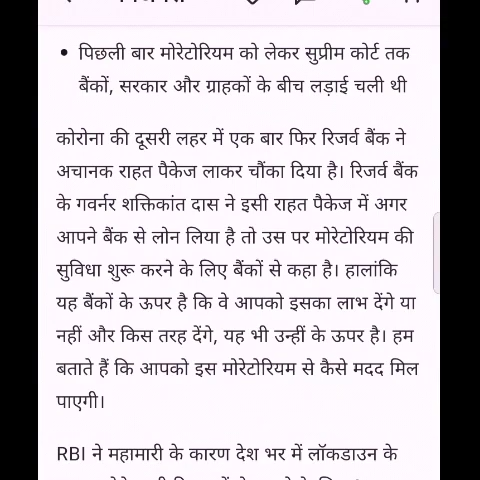 • पिछली बार मोरेटोरियम को लेकर सुप्रीम कोर्ट तक
बैंकों, सरकार और ग्राहकों के बीच लड़ाई चली थी
कोरोना की दूसरी लहर में एक बार फिर रिजर्व बैंक ने
अचानक राहत पैकेज लाकर चौंका दिया है। रिजर्व बैंक
के गवर्नर शक्तिकांत दास ने इसी राहत पैकेज में अगर
आपने बैंक से लोन लिया है तो उस पर मोरेटोरियम की
सुविधा शुरू करने के लिए बैंकों से कहा है। हालांकि
यह बैंकों के ऊपर है कि वे आपको इसका लाभ देंगे या
नहीं और किस तरह देंगे, यह भी उन्हीं के ऊपर है। हम
बताते हैं कि आपको इस मोरेटोरियम से कैसे मदद मिल
पाएगी।
RBI ने महामारी के कारण देश भर में लॉकडाउन के